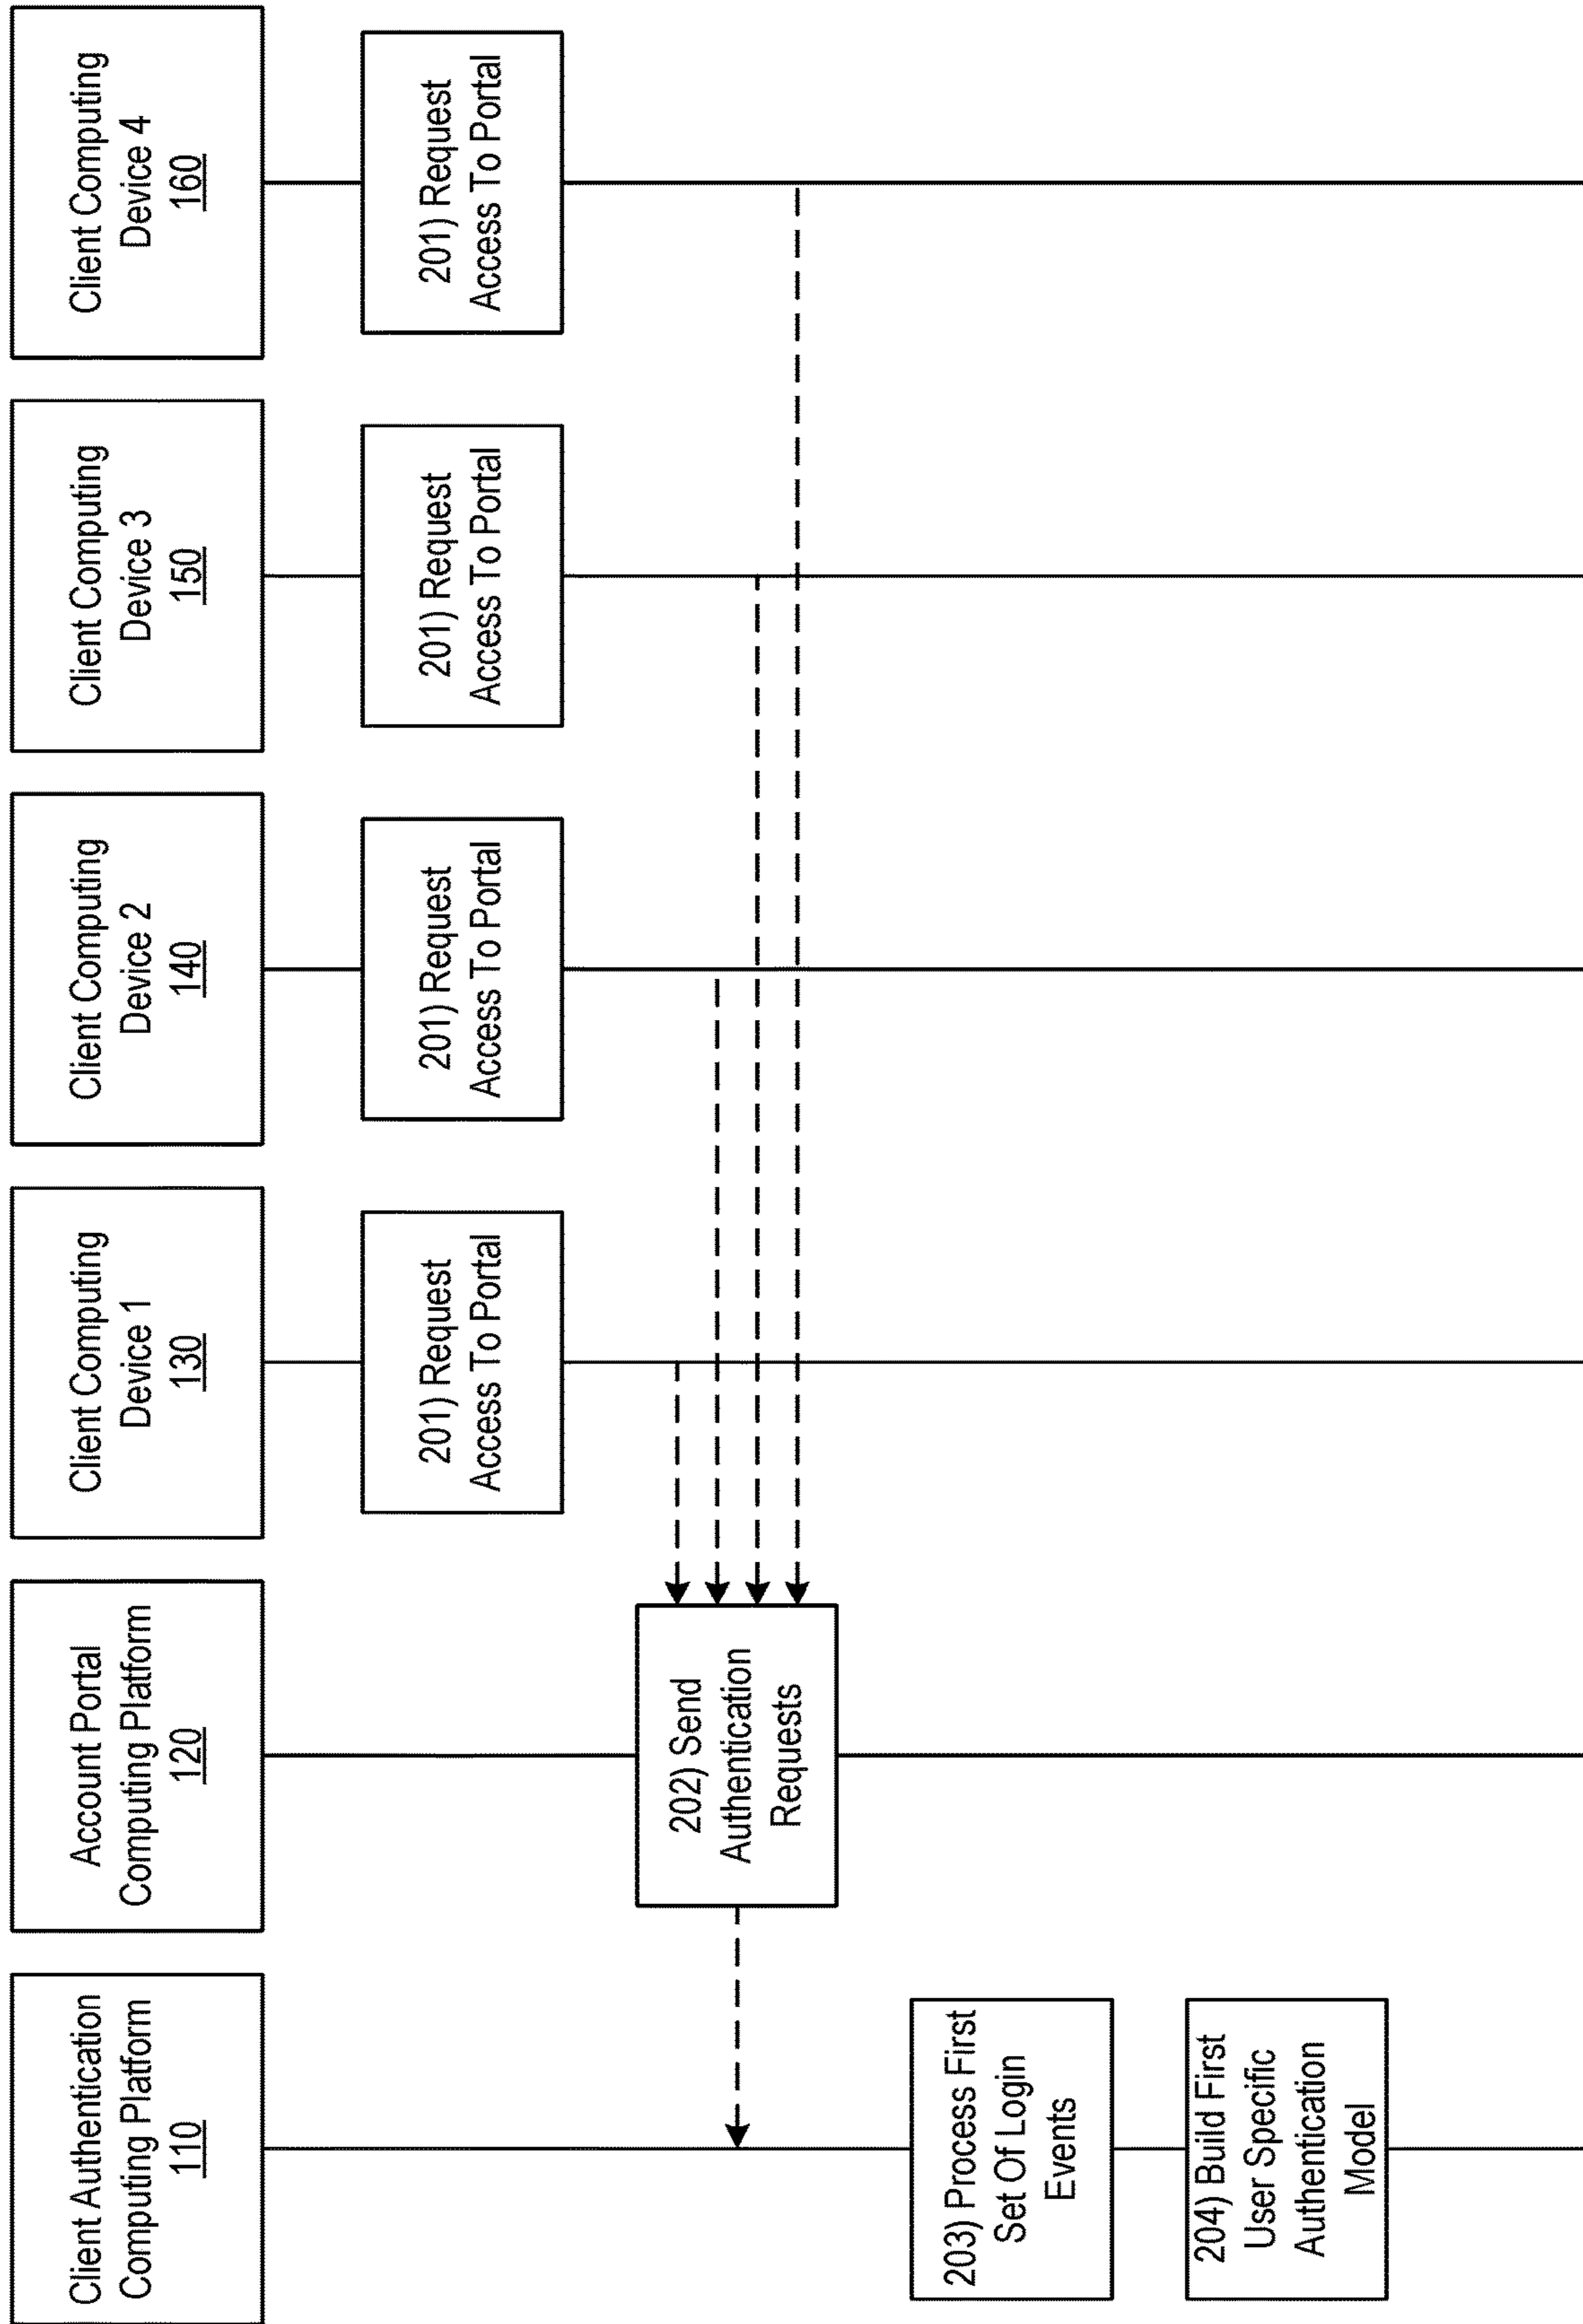 Client Authentication
Computing Platform
110
Account Portal
Computing Platform
120
Client Computing
Device 1
130
Client Computing
Device 2
140
Client Computing
Device 3
150
Client Computing
Device 4
160
201) Request
Access To Portal
201) Request
Access To Portal
201) Request
Access To Portal
201) Request
Access To Portal
202) Send
Authentication
Requests
203) Process First
Set Of Login
Events
204) Build First
User Specific
Authentication
Model